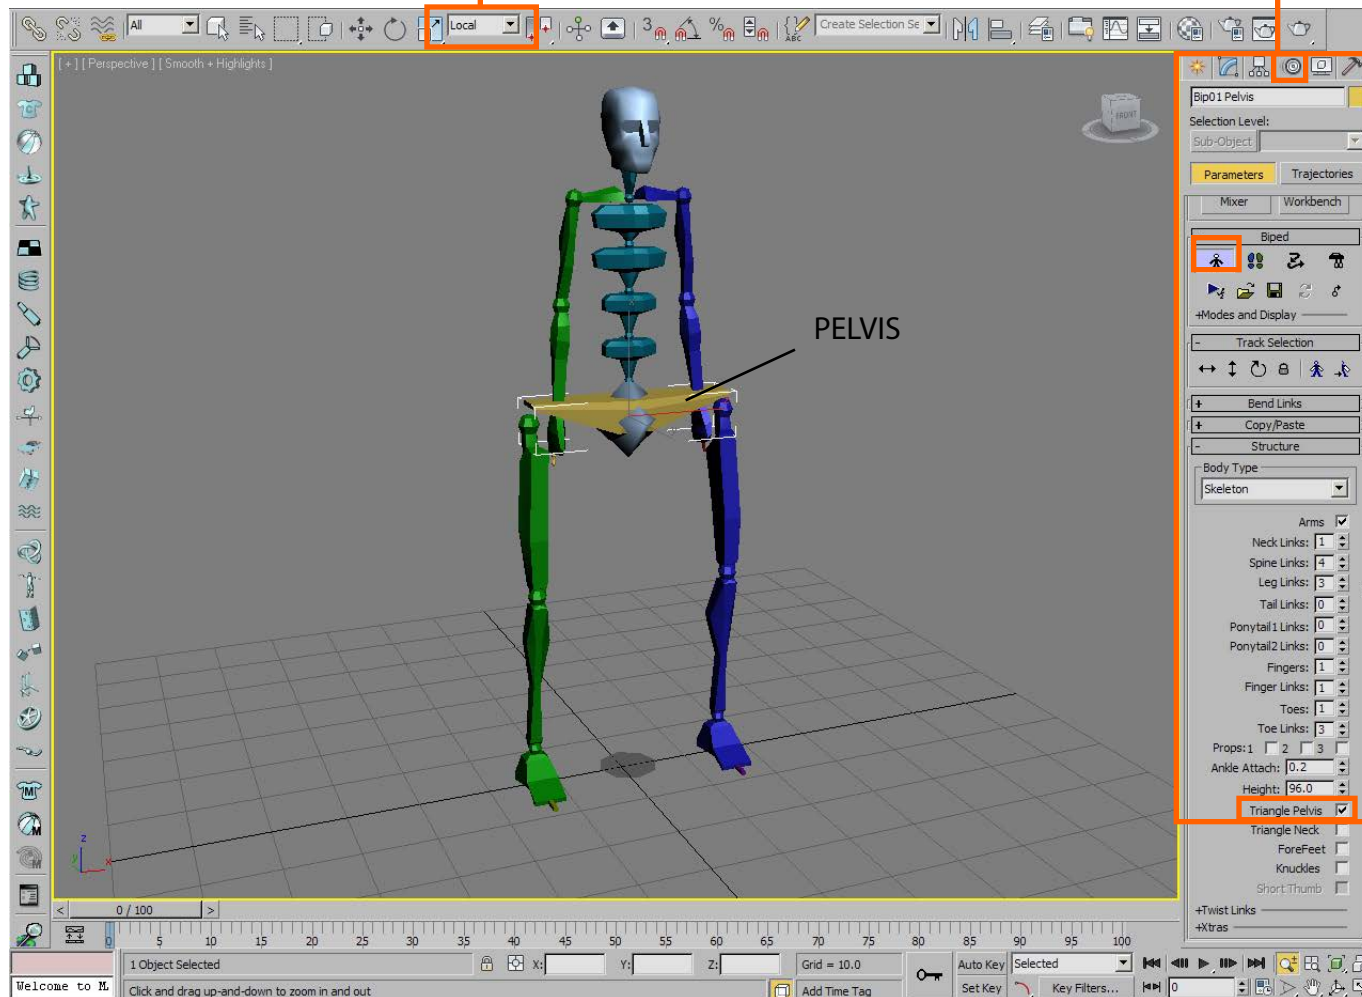 All
Local
3
%
ABC
Create Selection Se
[ + ] [ Perspective ] [ Smooth + Highlights ]
FRONT
Bip01 Pelvis
Selection Level:
Sub-Object
Parameters Trajectories
Mixer Workbench
Biped
+Modes and Display
- Track Selection
+ Bend Links
+ Copy/Paste
- Structure
Body Type
Skeleton
Arms
Neck Links: 1
Spine Links: 4
Leg Links: 3
Tail Links: 0
Ponytail1 Links: 0
Ponytail2 Links: 0
Fingers: 1
Finger Links: 1
Toes: 1
Toe Links: 3
Props: 1 2 3
Ankle Attach: 0.2
Height: 96.0
Triangle Pelvis
Triangle Neck
ForeFeet
Knuckles
Short Thumb
+Twist Links
+Xtras
PELVIS
z
y x
M
M
M
< 0 / 100 >
0 5 10 15 20 25 30 35 40 45 50 55 60 65 70 75 80 85 90 95 100
1 Object Selected X: Y: Z: Grid = 10.0 Auto Key Selected
Welcome to M Click and drag up-and-down to zoom in and out Add Time Tag Set Key Key Filters... 0